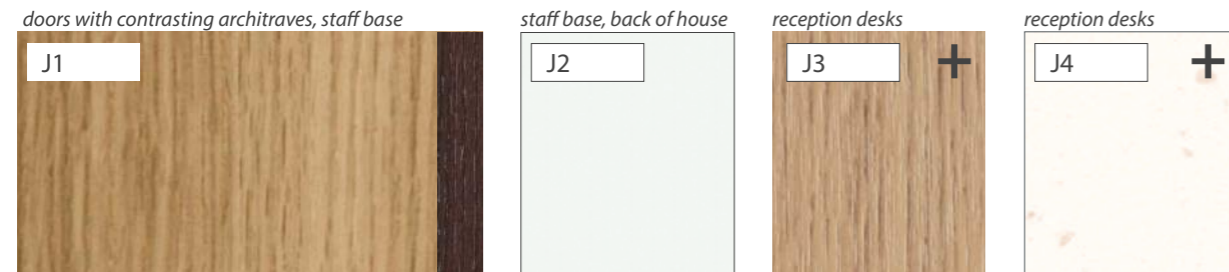 doors with contrasting architraves, staff base
J1
staff base, back of house
J2
reception desks
J3 +
reception desks
J4 +